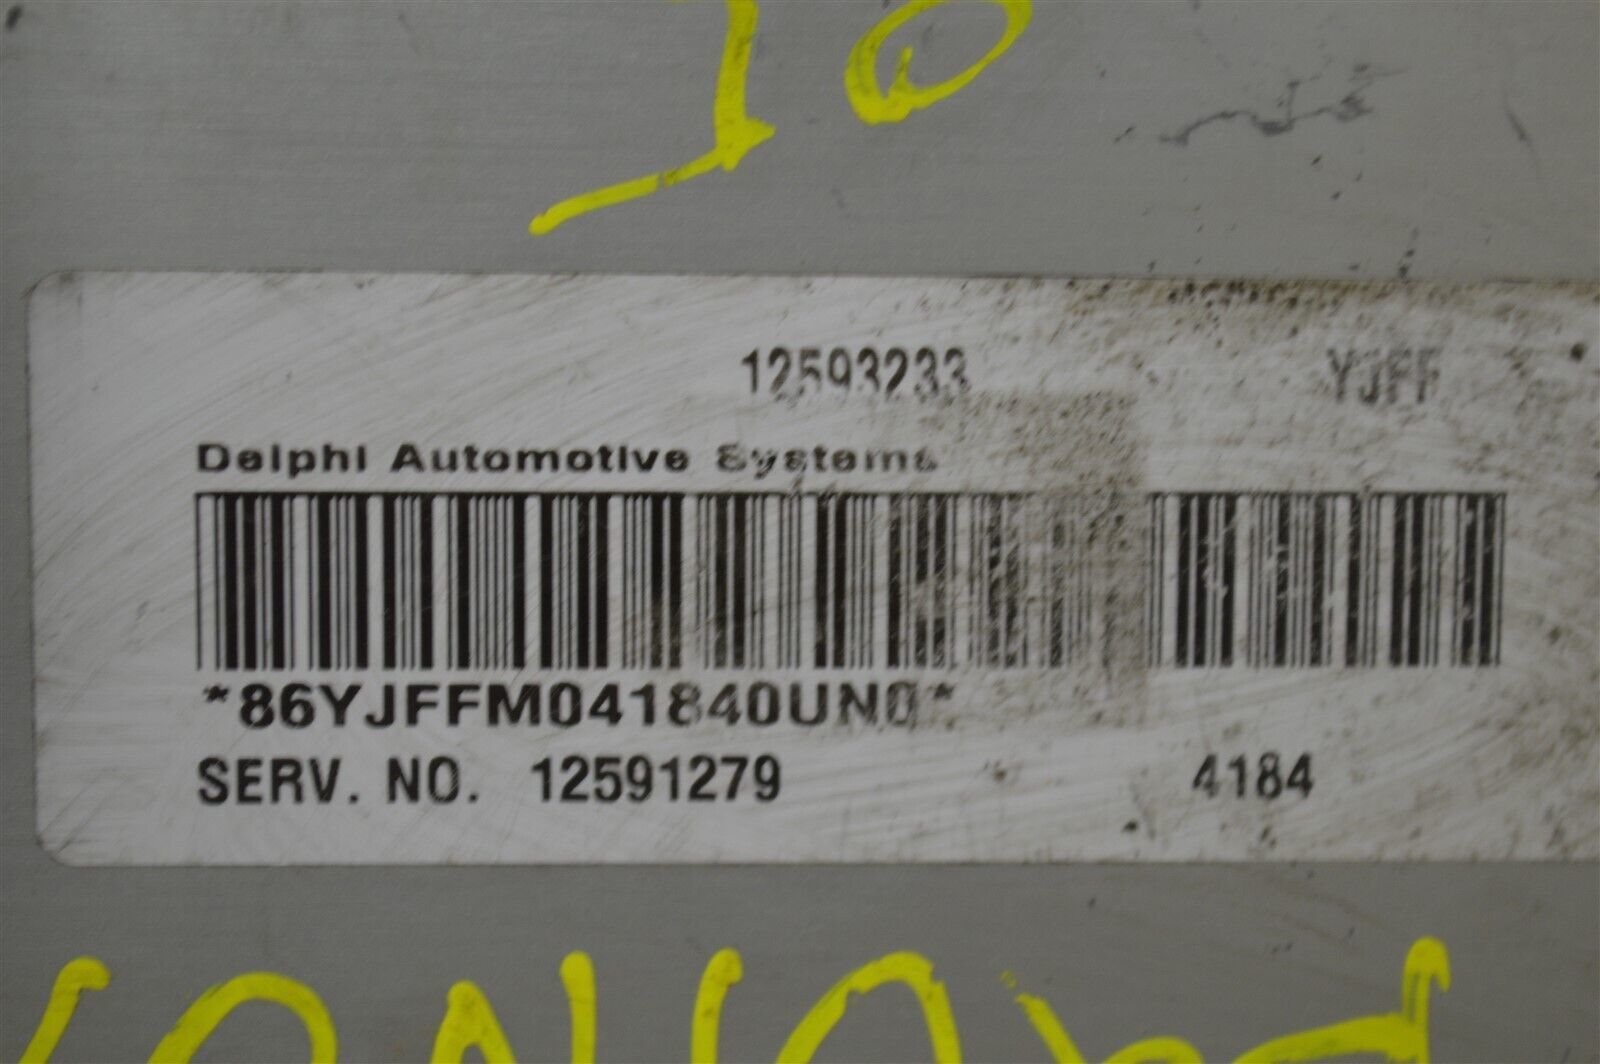 12593233 YJFF
Delphi Automotive Systems
*86YJFFM041840UN0*
SERV. NO. 12591279 4184